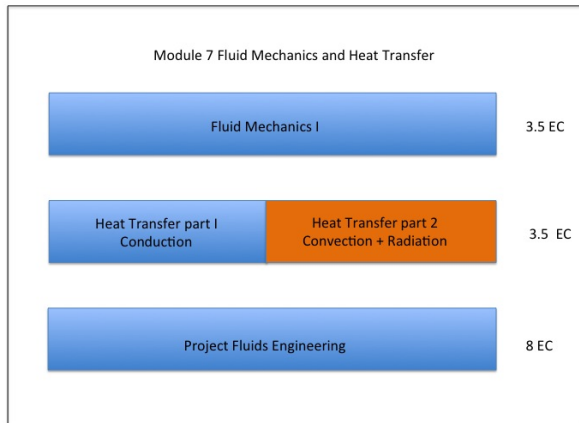 Module 7 Fluid Mechanics and Heat Transfer
Fluid Mechanics I
3.5 EC
Heat Transfer part I
Conduction
Heat Transfer part 2
Convection + Radiation
3.5 EC
Project Fluids Engineering
8 EC